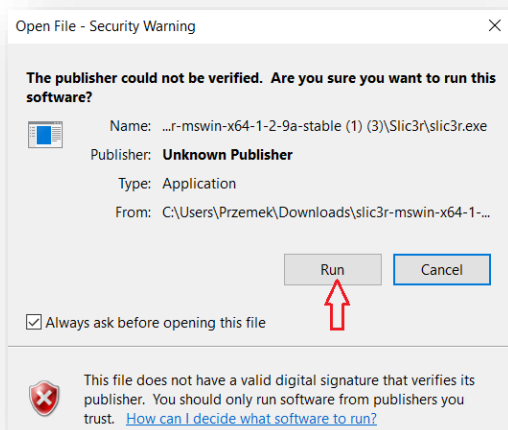 Open File - Security Warning
The publisher could not be verified. Are you sure you want to run this
software?
Name: ...r-mswin-x64-1-2-9a-stable (1) (3)\Slic3r\slic3r.exe
Publisher: Unknown Publisher
Type: Application
From: C:\Users\Przemek\Downloads\slic3r-mswin-x64-1-...
Run Cancel
Always ask before opening this file
This file does not have a valid digital signature that verifies its
publisher. You should only run software from publishers you
trust. How can I decide what software to run?